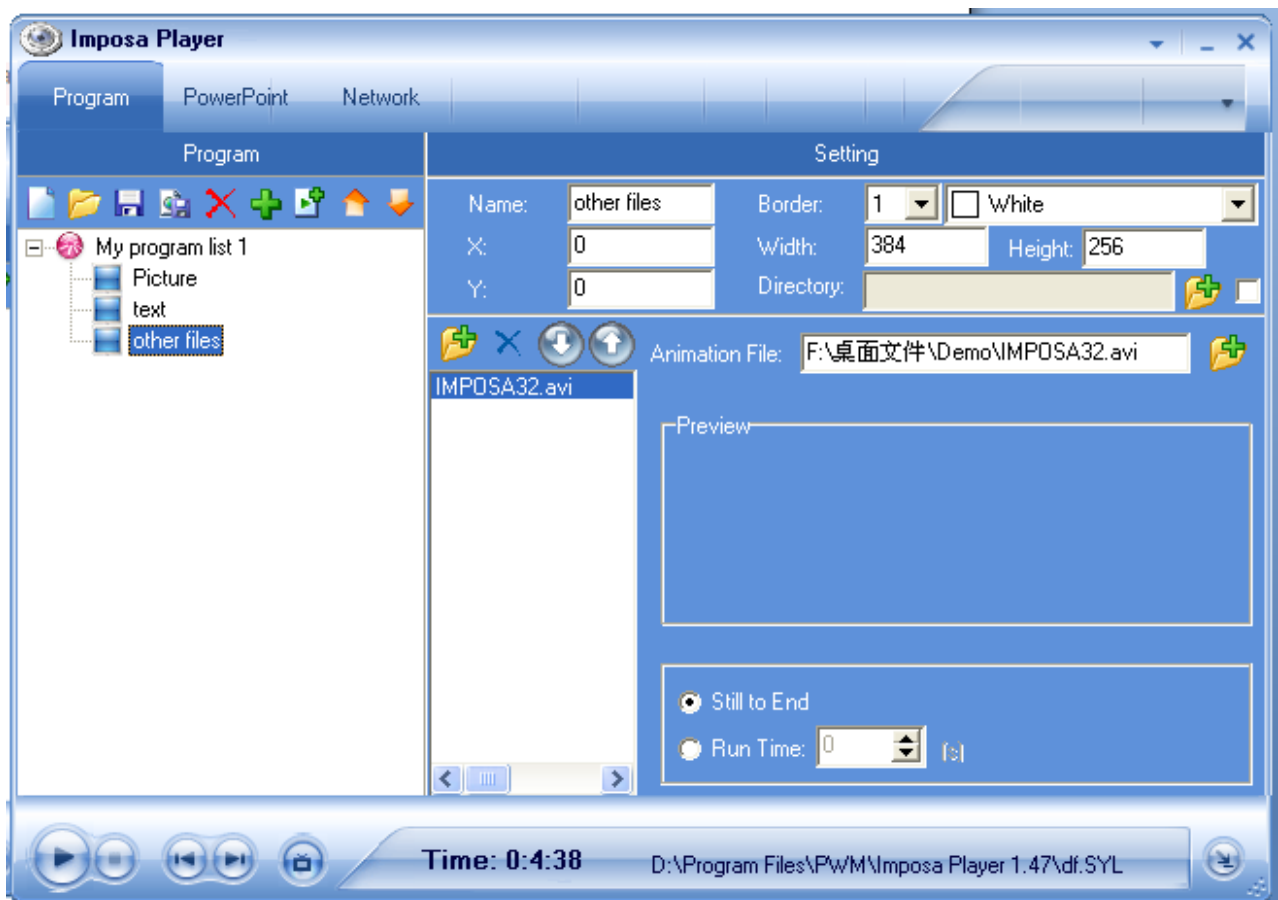 Imposa Player
Program PowerPoint Network
Program
Setting
Name: other files Border: 1 White
X: 0 Width: 384 Height: 256
Y: 0 Directory:
My program list 1
Picture
text
other files
Animation File: F:\桌面文件\Demo\IMPOSA32.avi
IMPOSA32.avi
Preview
Still to End
Run Time: 0 (s)
Time: 0:4:38 D:\Program Files\PWM\Imposa Player 1.47\df.SYL